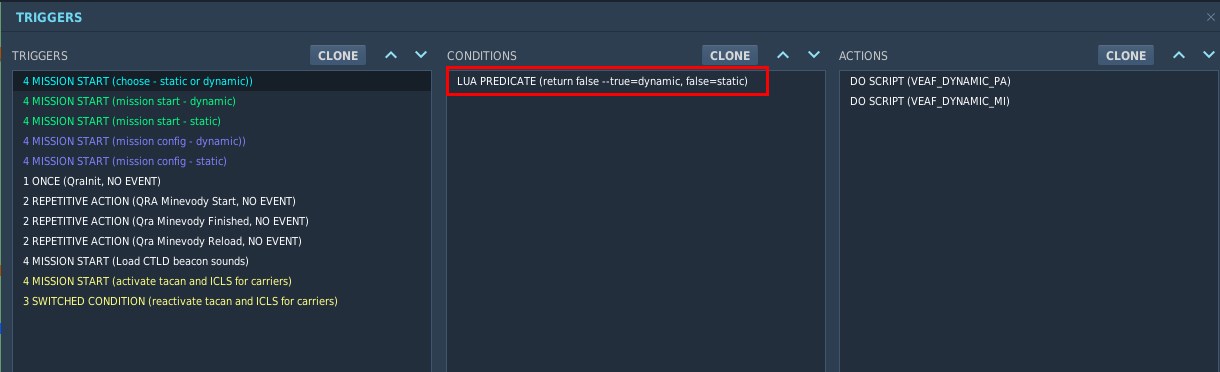 TRIGGERS
TRIGGERS CLONE CONDITIONS CLONE ACTIONS CLONE
4 MISSION START (choose - static or dynamic))
4 MISSION START (mission start - dynamic)
4 MISSION START (mission start - static)
4 MISSION START (mission config - dynamic))
4 MISSION START (mission config - static)
1 ONCE (QraInit, NO EVENT)
2 REPETITIVE ACTION (QRA Minevody Start, NO EVENT)
2 REPETITIVE ACTION (Qra Minevody Finished, NO EVENT)
2 REPETITIVE ACTION (Qra Minevody Reload, NO EVENT)
4 MISSION START (Load CTLD beacon sounds)
4 MISSION START (activate tacan and ICLS for carriers)
3 SWITCHED CONDITION (reactivate tacan and ICLS for carriers)
LUA PREDICATE (return false --true=dynamic, false=static)
DO SCRIPT (VEAF_DYNAMIC_PA)
DO SCRIPT (VEAF_DYNAMIC_MI)